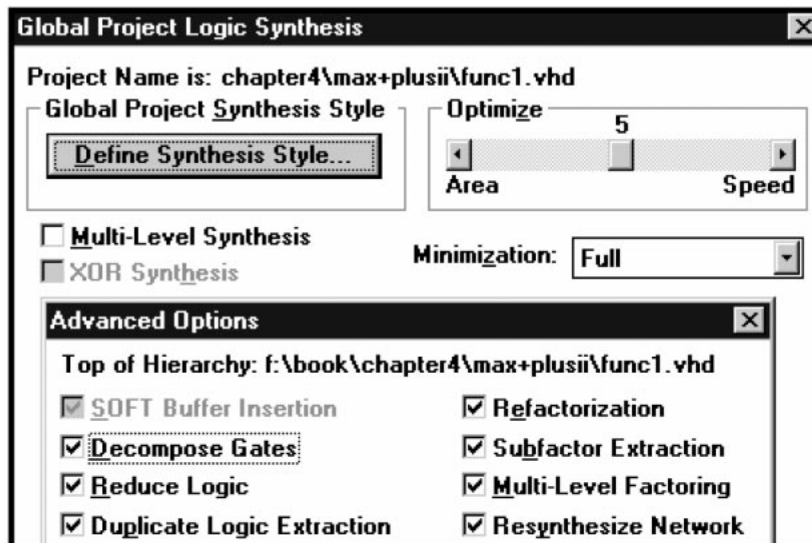 Global Project Logic Synthesis
Project Name is: chapter4\max+plusii\func1.vhd
Global Project Synthesis Style
Define Synthesis Style...
Optimize
5
Area Speed
Multi-Level Synthesis
XOR Synthesis
Minimization: Full
Advanced Options
Top of Hierarchy: f:\book\chapter4\max+plusii\func1.vhd
SOFT Buffer Insertion
Refactorization
Decompose Gates
Subfactor Extraction
Reduce Logic
Multi-Level Factoring
Duplicate Logic Extraction
Resynthesize Network